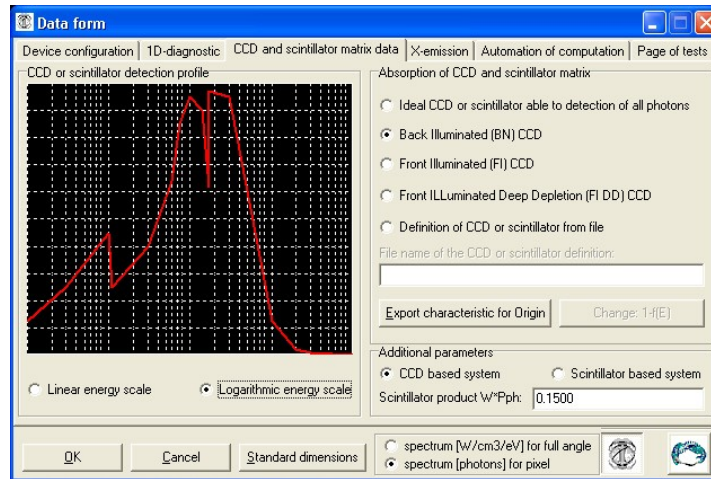 Data form
Device configuration
1D-diagnostic
CCD and scintillator matrix data
X-emission
Automation of computation
Page of tests
CCD or scintillator detection profile
Linear energy scale
Logarithmic energy scale
Absorption of CCD and scintillator matrix
Ideal CCD or scintillator able to detection of all photons
Back Illuminated (BN) CCD
Front Illuminated (FI) CCD
Front ILLuminated Deep Depletion (FI DD) CCD
Definition of CCD or scintillator from file
File name of the CCD or scintillator definition:
Export characteristic for Origin
Change: 1-f(E)
Additional parameters
CCD based system
Scintillator based system
Scintillator product W*Pph: 0.1500
OK
Cancel
Standard dimensions
spectrum [W/cm3/eV] for full angle
spectrum [photons] for pixel